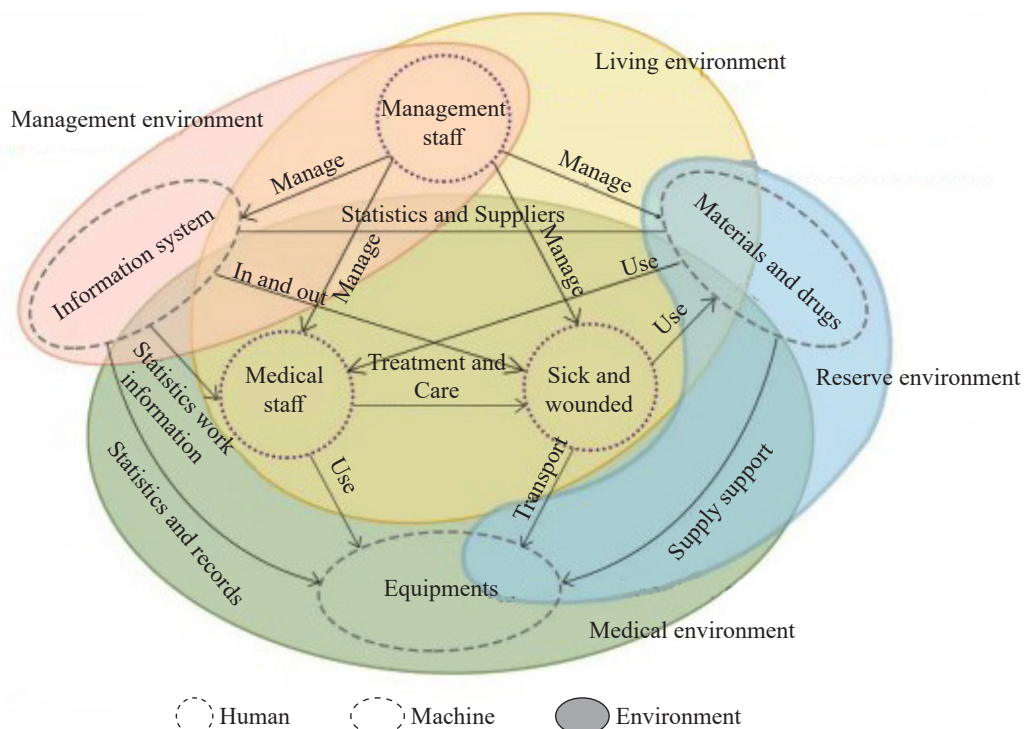 Living environment
Management environment
Management
staff
Manage
Manage
Information system
Statistics and Suppliers
Materials and drugs
In and out
Manage
Manage
Use
Use
Statistics work
information
Medical
staff
Treatment and
Care
Sick and
wounded
Reserve environment
Statistics and records
Use
Transport
Supply support
Equipments
Medical environment
Human
Machine
Environment